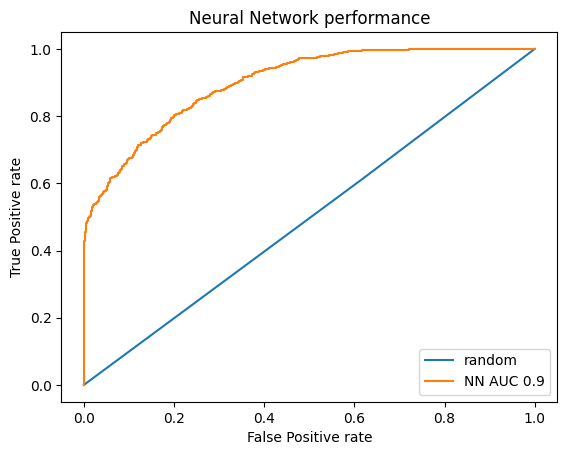 Neural Network performance
True Positive rate
1.0
0.8
0.6
0.4
0.2
0.0
0.0 0.2 0.4 0.6 0.8 1.0
False Positive rate
random
NN AUC 0.9